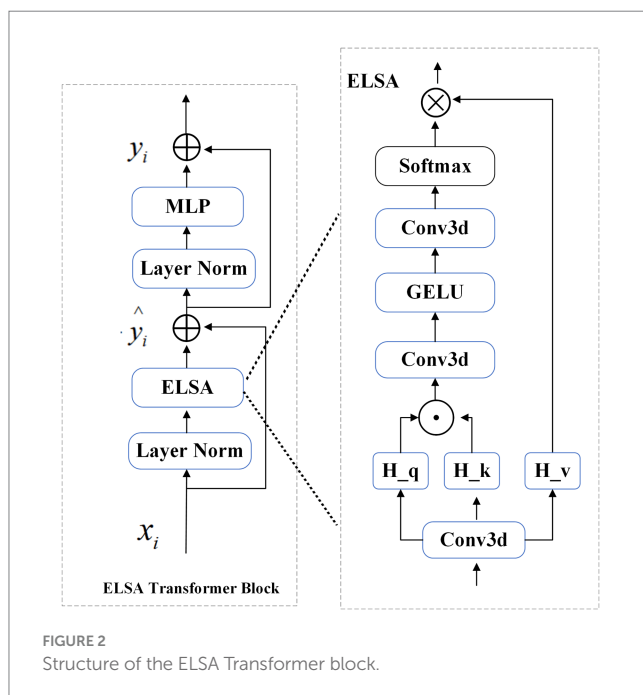 ELSA
Softmax
Conv3d
GELU
Conv3d
H_q H_k H_v
Conv3d
y_i
MLP
Layer Norm
ŷ_i
ELSA
Layer Norm
x_i
ELSA Transformer Block
FIGURE 2
Structure of the ELSA Transformer block.